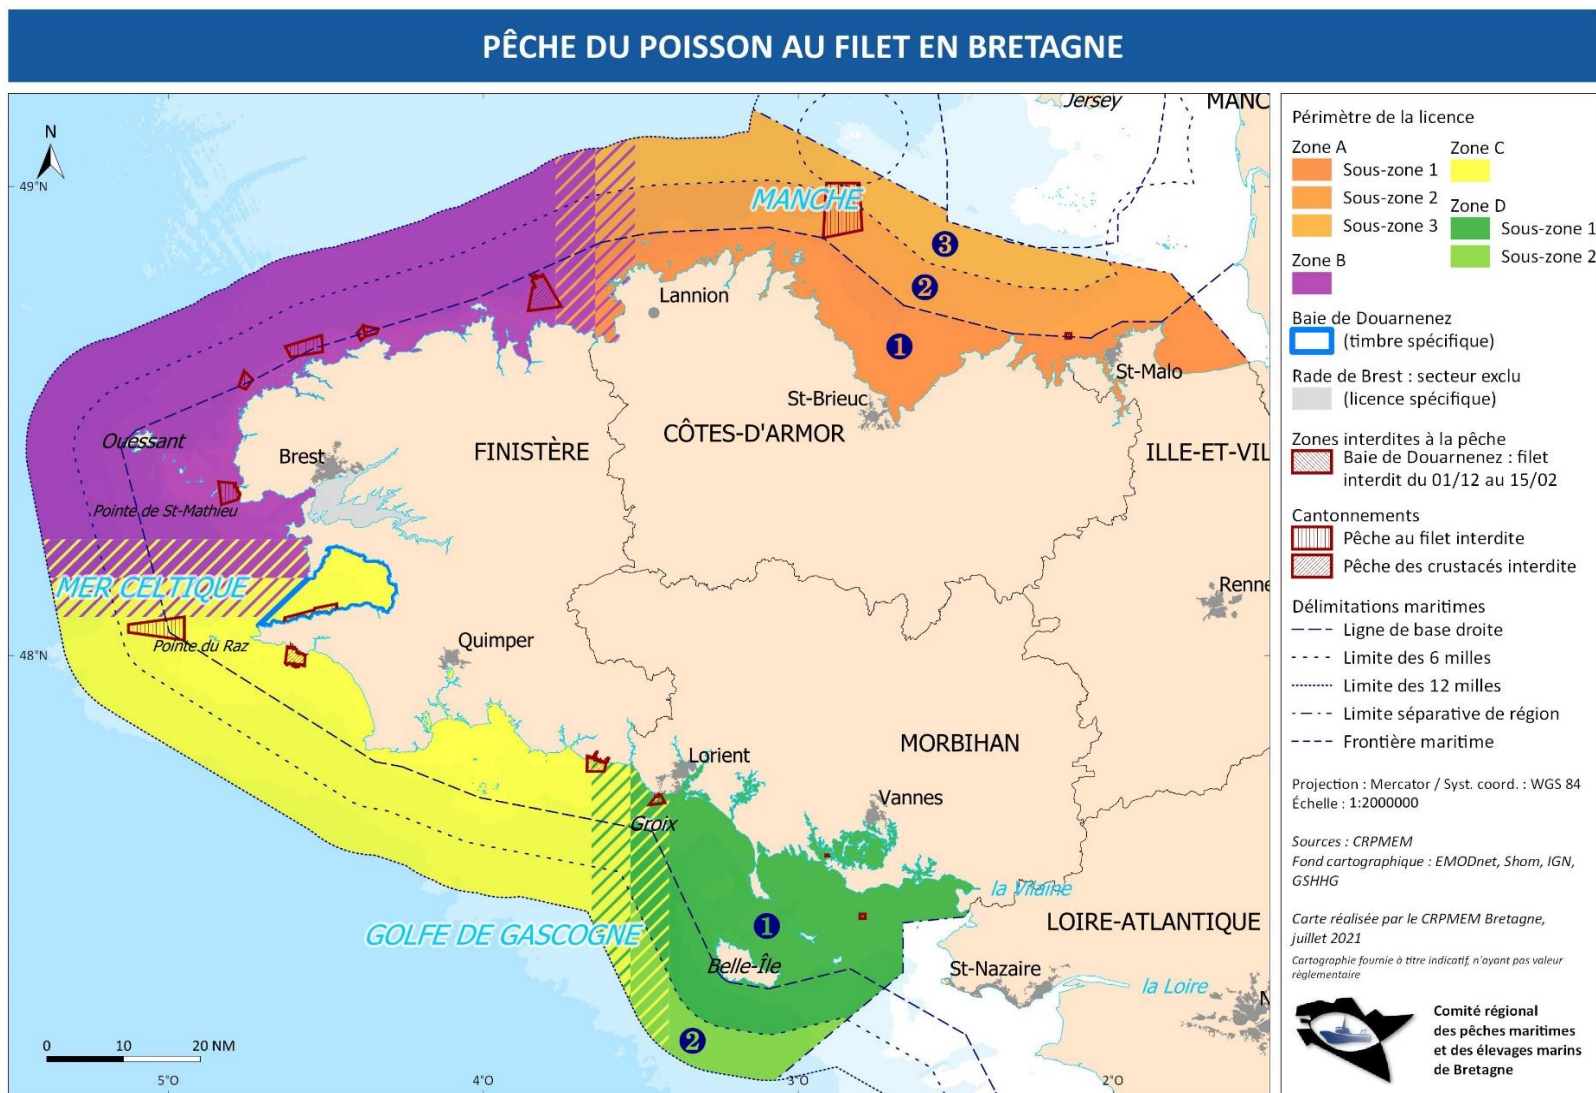 PÊCHE DU POISSON AU FILET EN BRETAGNE
N
49°N
48°N
Jersey
MANC
MANCHE
3
2
1
Lannion
St-Malo
St-Brieuc
CÔTES-D'ARMOR
FINISTÈRE
ILLE-ET-VIL
Ouessant
Brest
Pointe de St-Mathieu
MER CELTIQUE
Pointe du Raz
Quimper
Renne
MORBIHAN
Lorient
Vannes
Groix
la Vilaine
LOIRE-ATLANTIQUE
1
GOLFE DE GASCOGNE
Belle-Île
St-Nazaire
la Loire
N
2
0 10 20 NM
5°O 4°O 3°O 2°O
Périmètre de la licence
Zone A
Sous-zone 1
Sous-zone 2
Sous-zone 3
Zone B
Zone C
Zone D
Sous-zone 1
Sous-zone 2
Baie de Douarnenez
(timbre spécifique)
Rade de Brest : secteur exclu
(licence spécifique)
Zones interdites à la pêche
Baie de Douarnenez : filet
interdit du 01/12 au 15/02
Cantonnements
Pêche au filet interdite
Pêche des crustacés interdite
Délimitations maritimes
Ligne de base droite
Limite des 6 milles
Limite des 12 milles
Limite séparative de région
Frontière maritime
Projection : Mercator / Syst. coord. : WGS 84
Échelle : 1:2000000
Sources : CRPMEM
Fond cartographique : EMODnet, Shom, IGN,
GSHHG
Carte réalisée par le CRPMEM Bretagne,
juillet 2021
Cartographie fournie à titre indicatif, n'ayant pas valeur
règlementaire
Comité régional
des pêches maritimes
et des élevages marins
de Bretagne